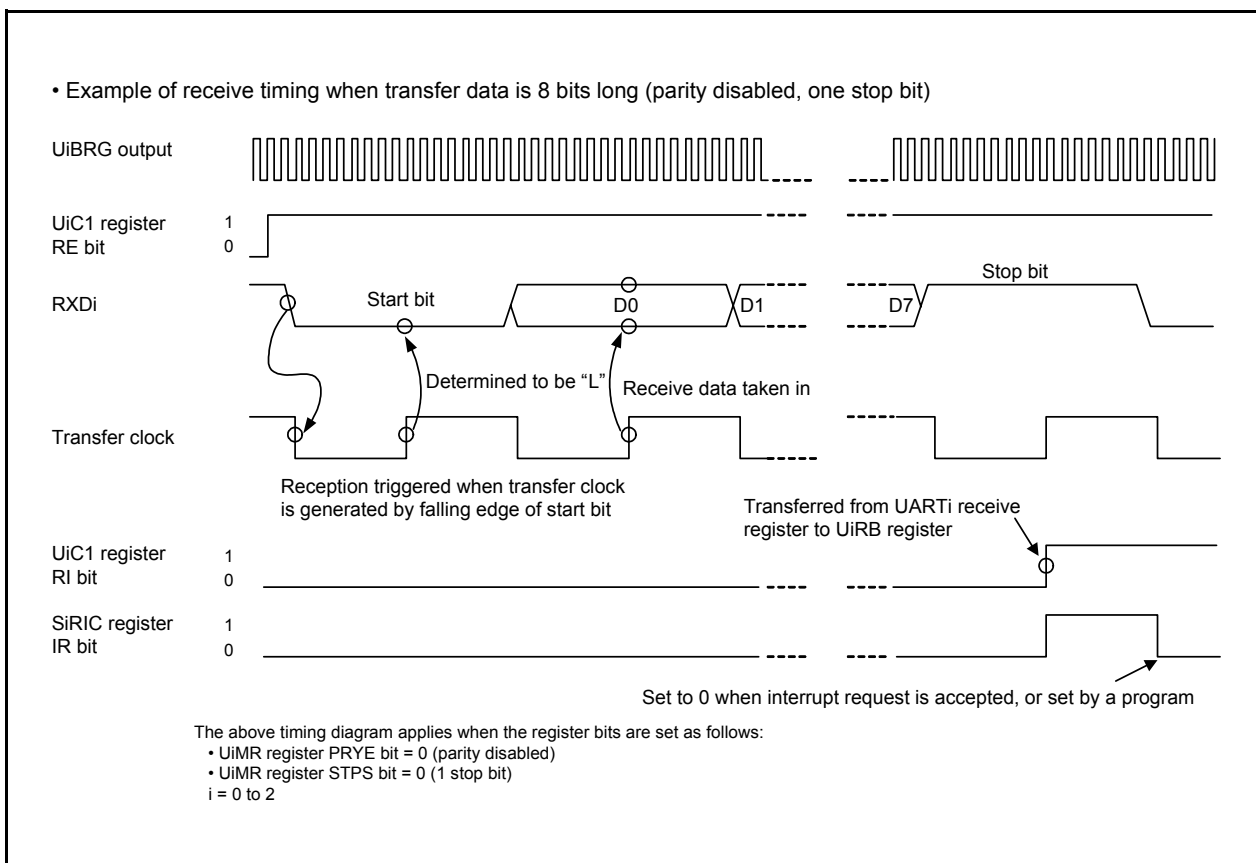 • Example of receive timing when transfer data is 8 bits long (parity disabled, one stop bit)
UiBRG output
UiC1 register
RE bit
1
0
RXDi
Start bit
D0
D1
D7
Stop bit
Determined to be “L”
Receive data taken in
Transfer clock
Reception triggered when transfer clock
is generated by falling edge of start bit
Transferred from UARTi receive
register to UiRB register
UiC1 register
RI bit
1
0
SiRIC register
IR bit
1
0
Set to 0 when interrupt request is accepted, or set by a program
The above timing diagram applies when the register bits are set as follows:
• UiMR register PRYE bit = 0 (parity disabled)
• UiMR register STPS bit = 0 (1 stop bit)
i = 0 to 2